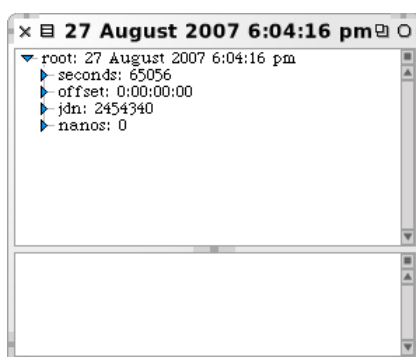 27 August 2007 6:04:16 pm
root: 27 August 2007 6:04:16 pm
seconds: 65056
offset: 0:00:00:00
jdn: 2454340
nanos: 0